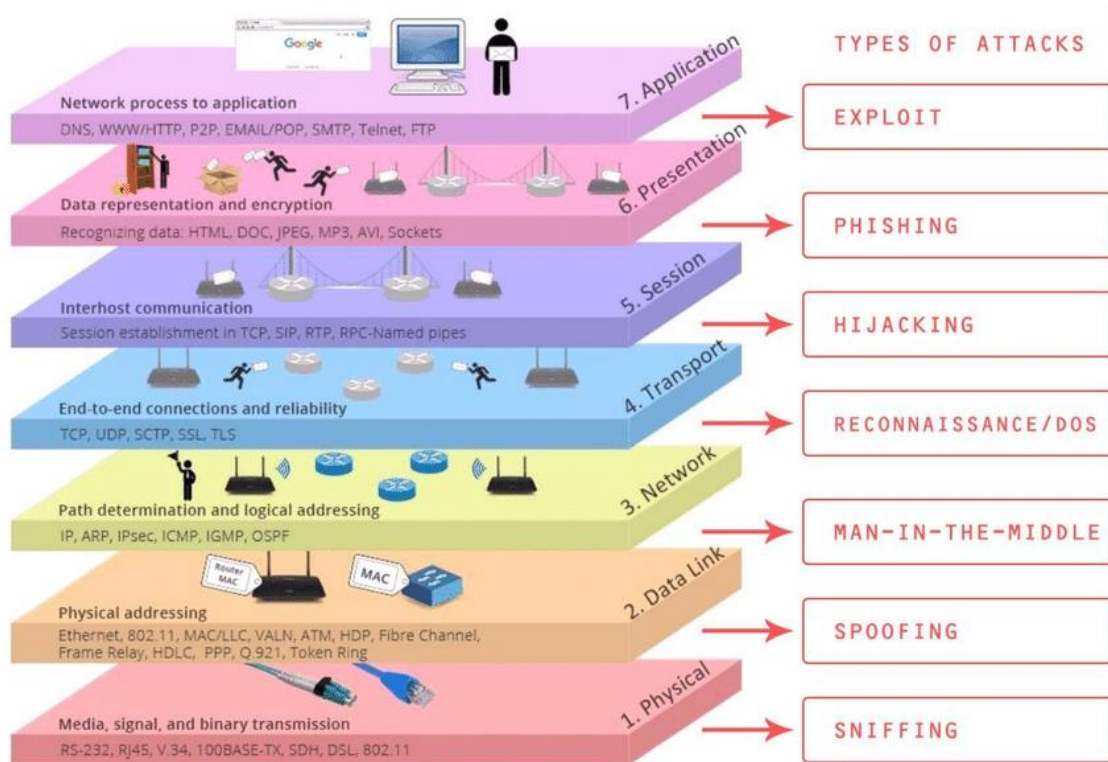 Google
TYPES OF ATTACKS
7. Application
Network process to application
DNS, WWW/HTTP, P2P, EMAIL/POP, SMTP, Telnet, FTP
EXPLOIT
6. Presentation
Data representation and encryption
Recognizing data: HTML, DOC, JPEG, MP3, AVI, Sockets
PHISHING
5. Session
Interhost communication
Session establishment in TCP, SIP, RTP, RPC-Named pipes
HIJACKING
4. Transport
End-to-end connections and reliability
TCP, UDP, SCTP, SSL, TLS
RECONNAISSANCE/DOS
3. Network
Path determination and logical addressing
IP, ARP, IPsec, ICMP, IGMP, OSPF
MAN-IN-THE-MIDDLE
Router
MAC
MAC
2. Data Link
Physical addressing
Ethernet, 802.11, MAC/LLC, VALN, ATM, HDP, Fibre Channel,
Frame Relay, HDLC, PPP, Q.921, Token Ring
SPOOFING
1. Physical
Media, signal, and binary transmission
RS-232, RJ45, V.34, 100BASE-TX, SDH, DSL, 802.11
SNIFFING